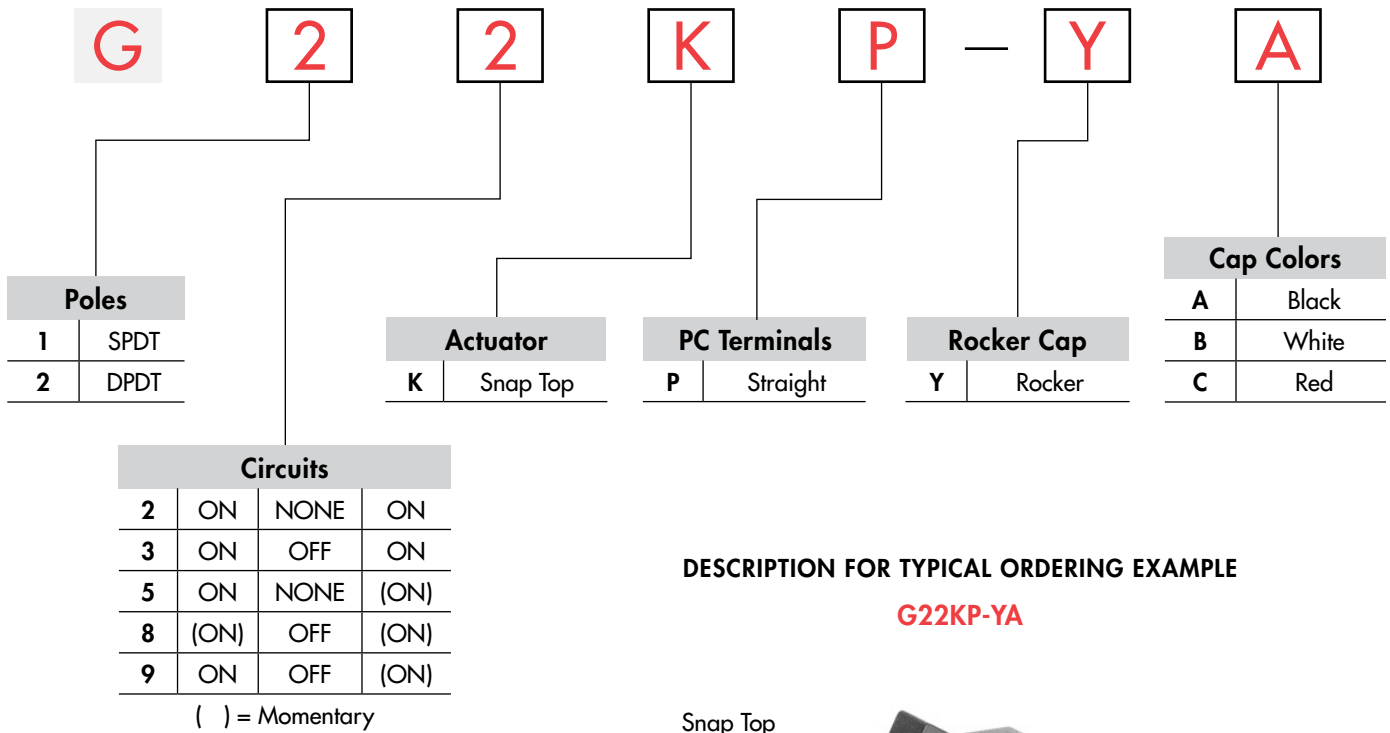 G 2 2 K P — Y A
Poles
1 SPDT
2 DPDT
Circuits
2 ON NONE ON
3 ON OFF ON
5 ON NONE (ON)
8 (ON) OFF (ON)
9 ON OFF (ON)
( ) = Momentary
Actuator
K Snap Top
PC Terminals
P Straight
Rocker Cap
Y Rocker
Cap Colors
A Black
B White
C Red
DESCRIPTION FOR TYPICAL ORDERING EXAMPLE
G22KP-YA
Snap Top